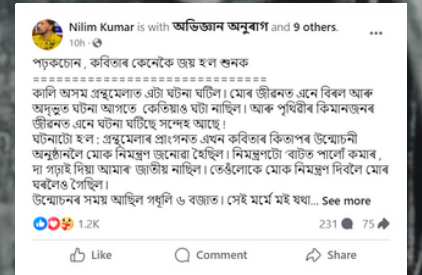 Nilim Kumar is with অভিজ্ঞান অনুৰাগ and 9 others.
10h ·
পঢ়কচোন , কবিতাৰ কেনেকৈ জয় হ'ল শুনক
==============================
কালি অসম গ্ৰন্থমেলাত এটা ঘটনা ঘটিল। মোৰ জীৱনত এনে বিৰল আৰু
অদ্ভূত ঘটনা আগতে কেতিয়াও ঘটা নাছিল। আৰু পৃথিৱীৰ কিমানজনৰ
জীৱনত এনে ঘটনা ঘটিছে সন্দেহ আছে !
ঘটনাটো হ'ল : গ্ৰন্থমেলাৰ প্ৰাংগনত এখন কবিতাৰ কিতাপৰ উন্মোচনী
অনুষ্ঠানলৈ মোক নিমন্ত্ৰণ জনোৱা হৈছিল। নিমন্ত্ৰণটো 'বাটত পালোঁ কমাৰ ,
দা গঢ়াই দিয়া আমাৰ' জাতীয় নাছিল। তেওঁলোকে মোক নিমন্ত্ৰণ দিবলৈ মোৰ
ঘৰলৈও গৈছিল।
উন্মোচনৰ সময় আছিল গধূলি ৬ বজাত। সেই মৰ্মে মই যথা... See more
1.2K
231 75
Like Comment Share